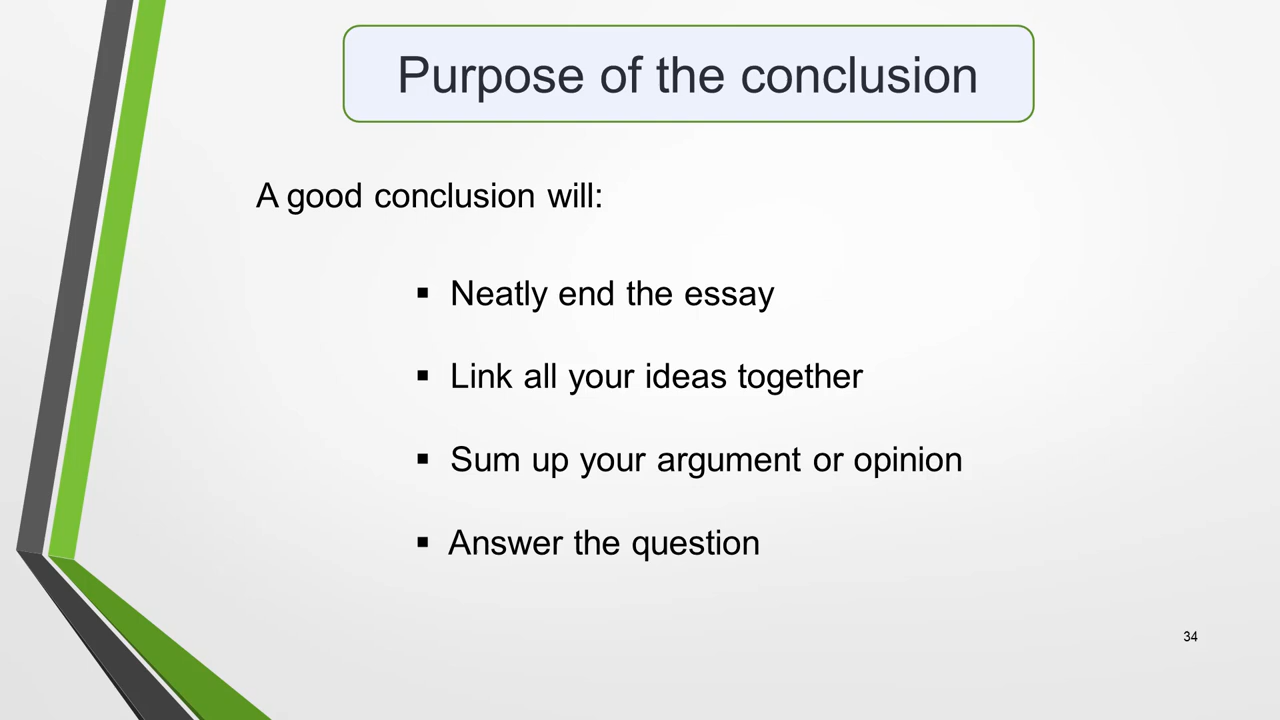 Purpose of the conclusion
A good conclusion will:
▪ Neatly end the essay
▪ Link all your ideas together
▪ Sum up your argument or opinion
▪ Answer the question
34